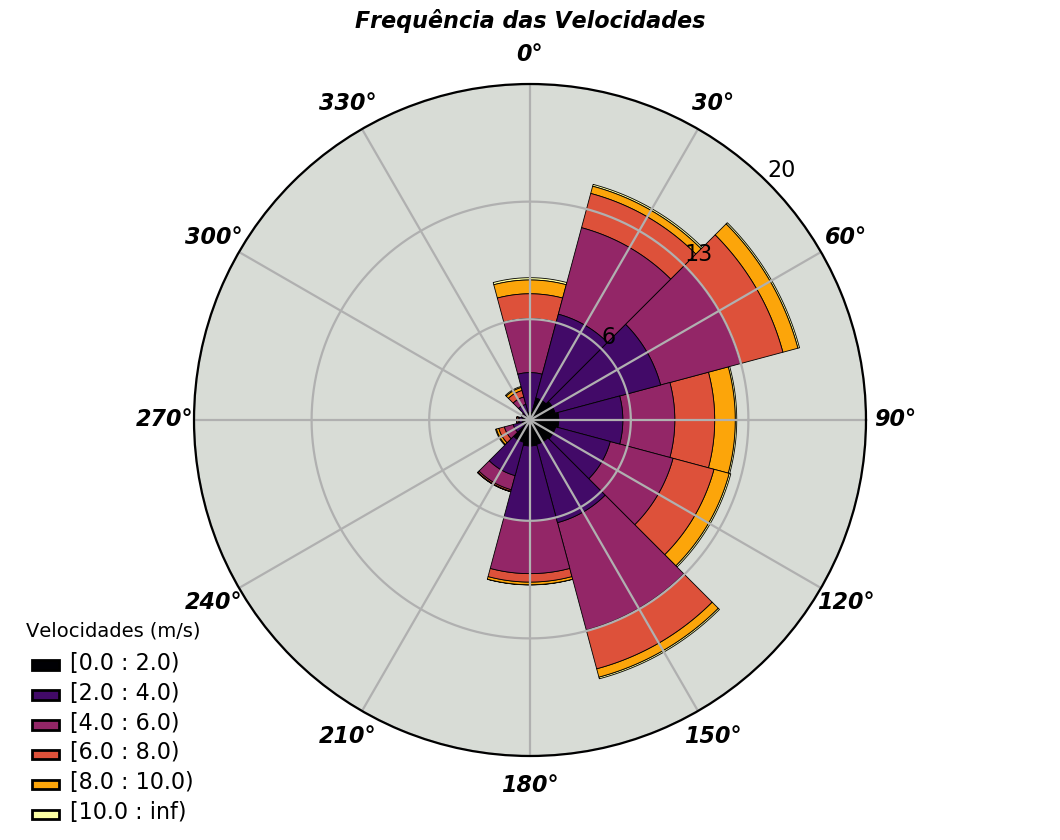 Frequência das Velocidades
0°
330°
30°
20
300°
60°
13
6
270°
90°
240°
120°
210°
150°
180°
Velocidades (m/s)
[0.0 : 2.0)
[2.0 : 4.0)
[4.0 : 6.0)
[6.0 : 8.0)
[8.0 : 10.0)
[10.0 : inf)